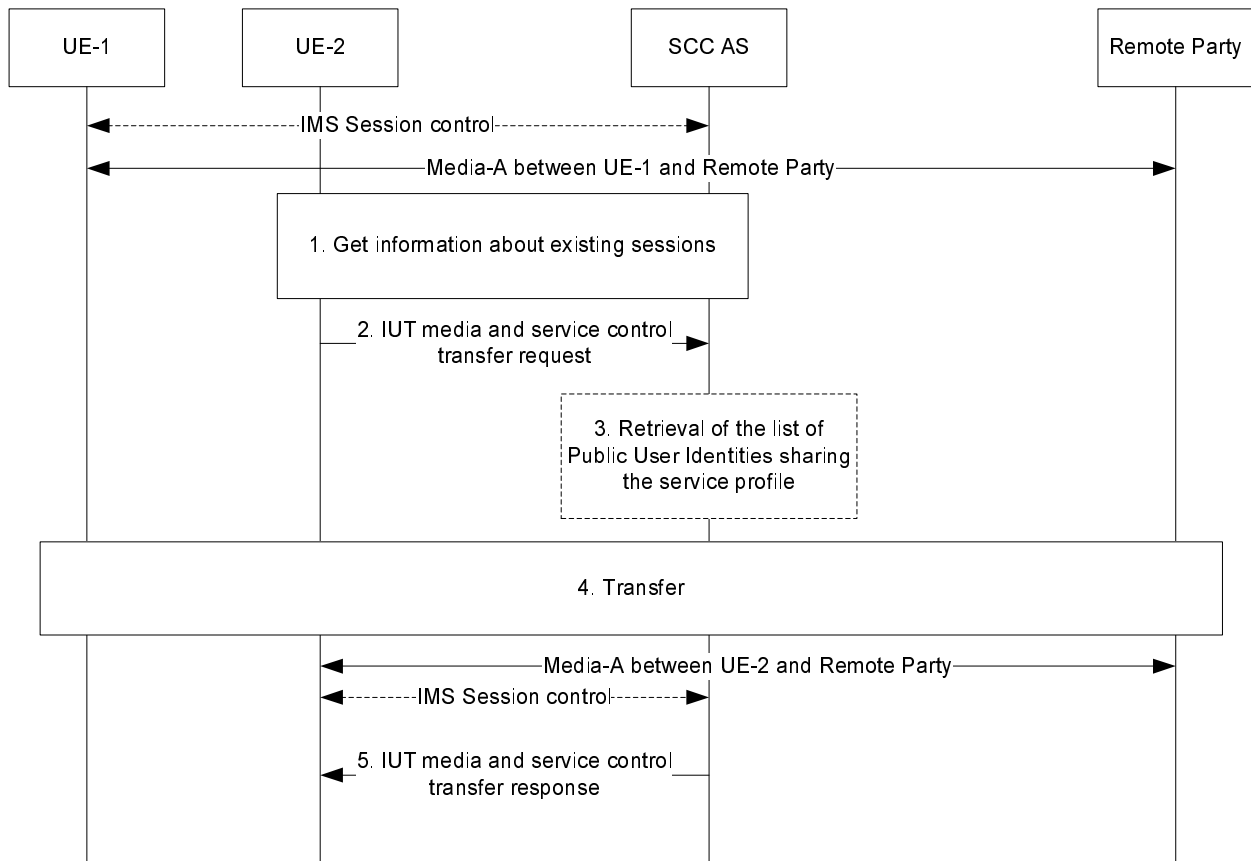 UE-1
UE-2
SCC AS
Remote Party
IMS Session control
Media-A between UE-1 and Remote Party
1. Get information about existing sessions
2. IUT media and service control
transfer request
3. Retrieval of the list of
Public User Identities sharing
the service profile
4. Transfer
Media-A between UE-2 and Remote Party
IMS Session control
5. IUT media and service control
transfer response